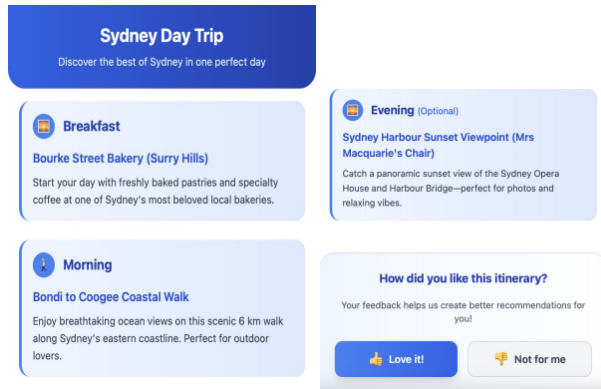 Sydney Day Trip
Discover the best of Sydney in one perfect day
Breakfast
Bourke Street Bakery (Surry Hills)
Start your day with freshly baked pastries and specialty
coffee at one of Sydney's most beloved local bakeries.
Morning
Bondi to Coogee Coastal Walk
Enjoy breathtaking ocean views on this scenic 6 km walk
along Sydney's eastern coastline. Perfect for outdoor
lovers.
Evening (Optional)
Sydney Harbour Sunset Viewpoint (Mrs
Macquarie's Chair)
Catch a panoramic sunset view of the Sydney Opera
House and Harbour Bridge—perfect for photos and
relaxing vibes.
How did you like this itinerary?
Your feedback helps us create better recommendations for
you!
Love it!
Not for me